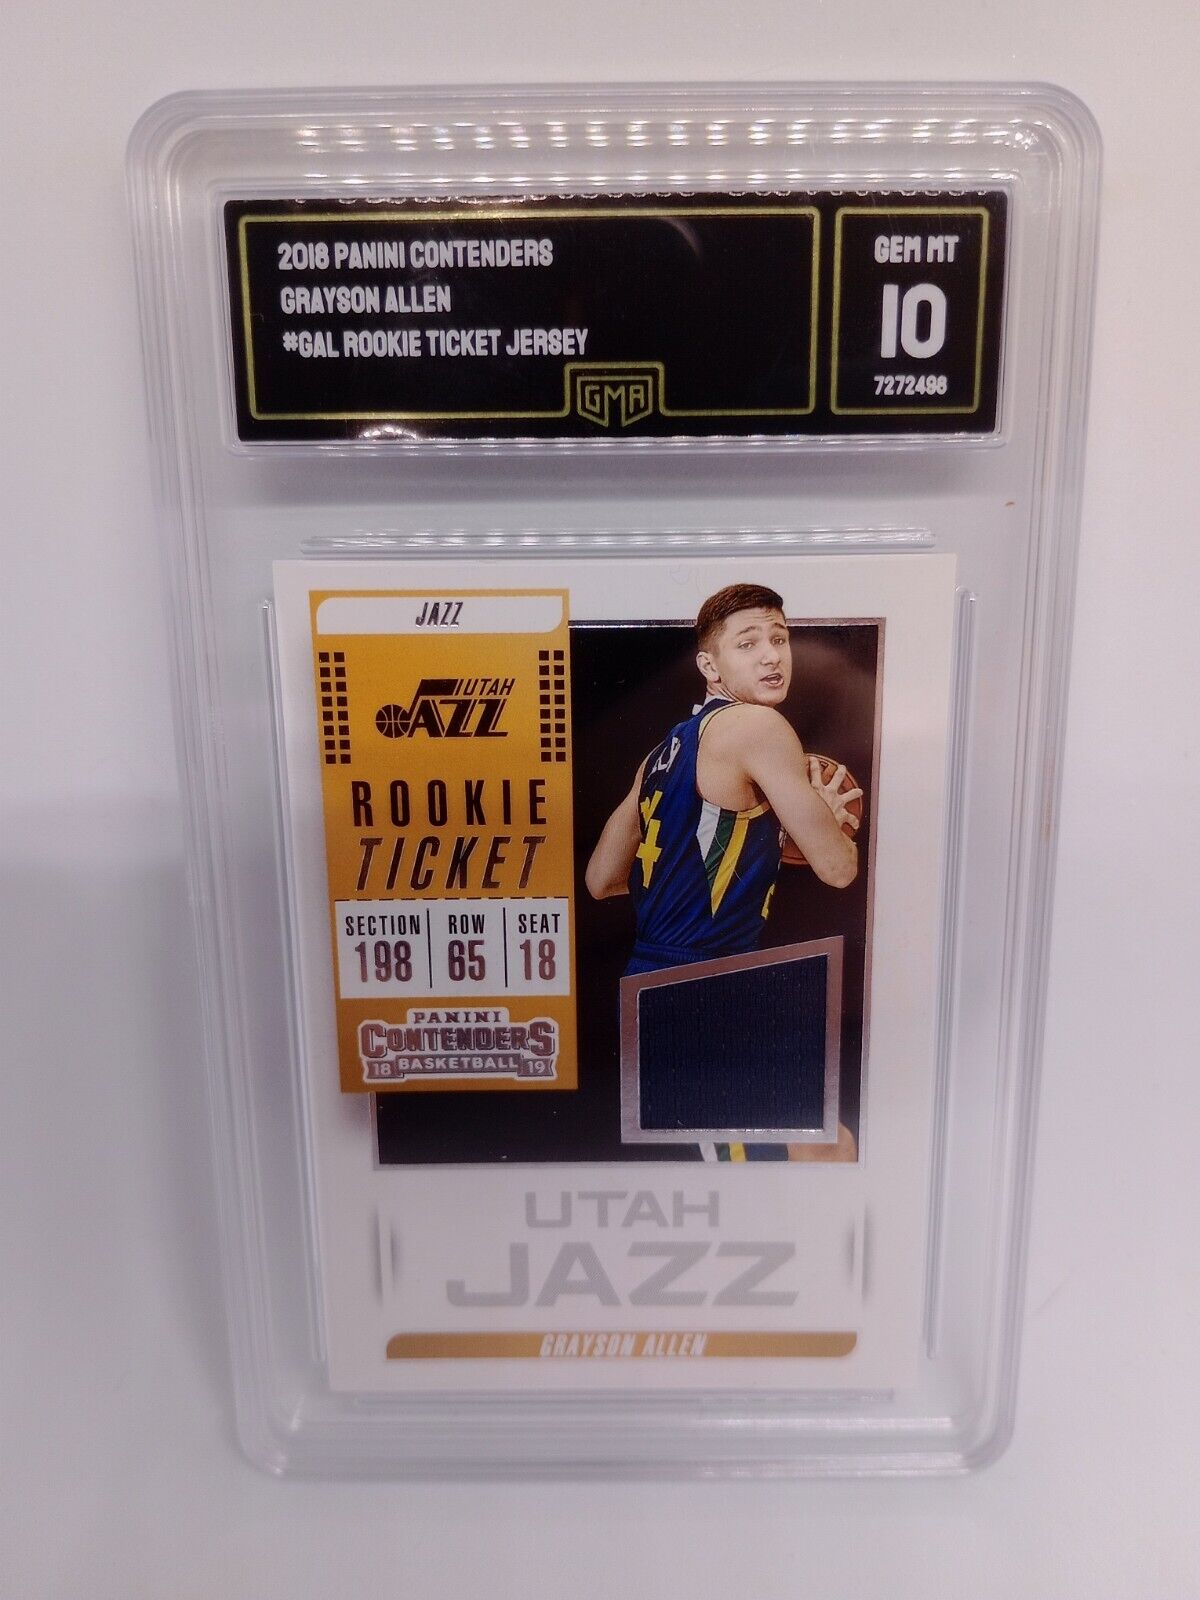 2018 PANINI CONTENDERS
GRAYSON ALLEN
#GAL ROOKIE TICKET JERSEY
GMA
GEM MT
10
7272498
JAZZ
UTAH
JAZZ
ROOKIE
TICKET
SECTION ROW SEAT
198 65 18
PANINI
CONTENDERS
18 BASKETBALL 19
UTAH
JAZZ
GRAYSON ALLEN